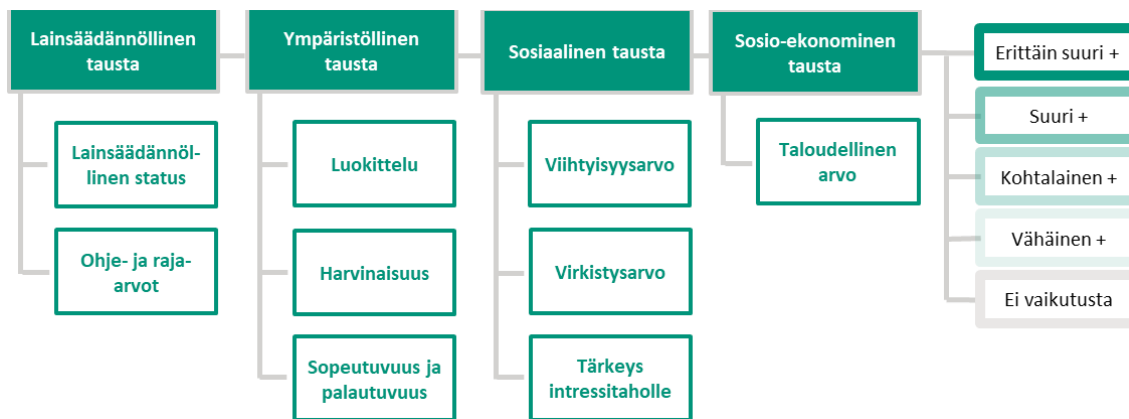 Lainsäädännöllinen
tausta
Ympäristöllinen
tausta
Sosiaalinen tausta
Sosio-ekonominen
tausta
Lainsäädännöl-
linen status
Ohje- ja raja-
arvot
Luokittelu
Harvinaisuus
Sopeutuvuus ja
palautuvuus
Viihtyisyysarvo
Virkistysarvo
Tärkeys
intressitaholle
Taloudellinen
arvo
Erittäin suuri +
Suuri +
Kohtalainen +
Vähäinen +
Ei vaikutusta